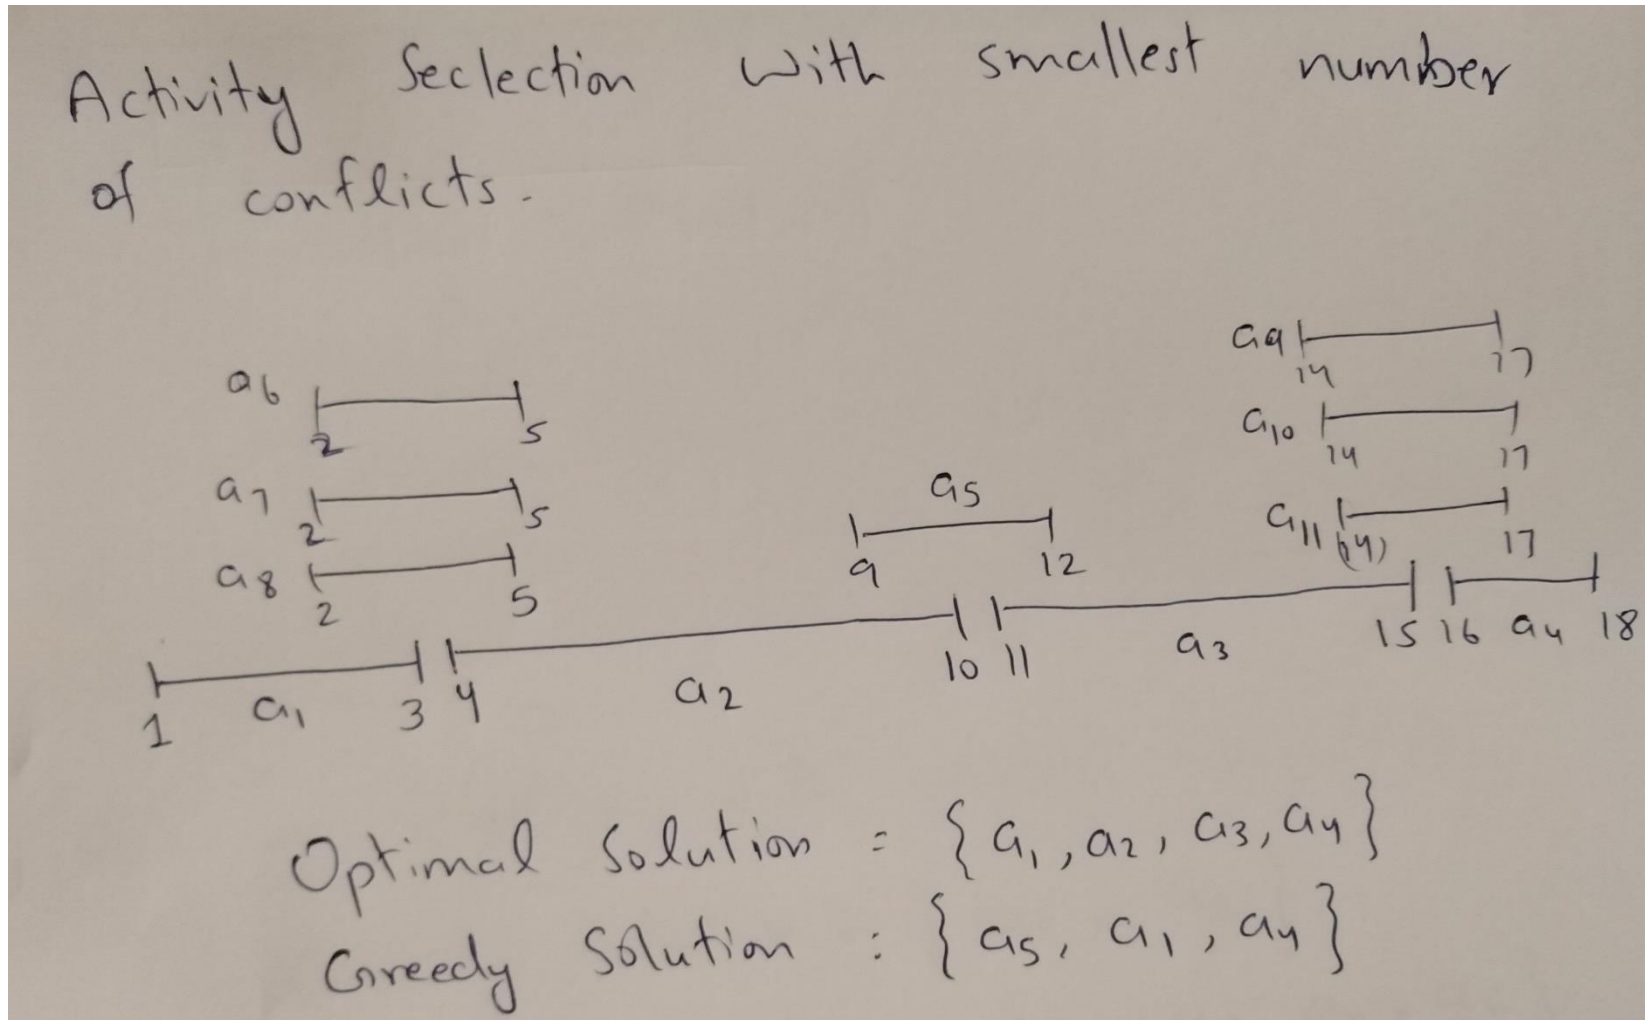 Activity Seclection with smallest number
of conflicts.
a9
14 17
a6
2 5
a10
14 17
a7
2 5
a5
9 12
a11
(14) 17
a8
2 5
1 a1 3 4 a2 10 11 a3 15 16 a4 18
Optimal Solution = {a1, a2, a3, a4}
Greedy Solution : {a5, a1, a4}